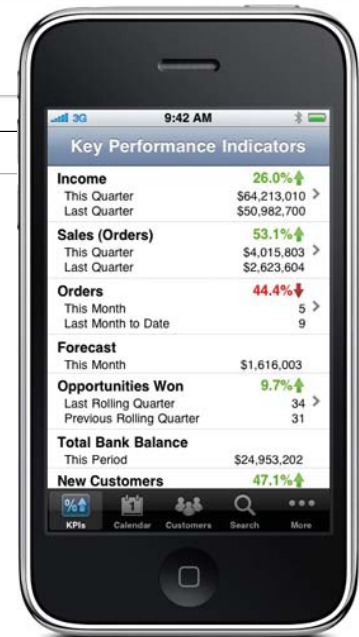 3G 9:42 AM
Key Performance Indicators
Income 26.0%
This Quarter $64,213,010
Last Quarter $50,982,700
Sales (Orders) 53.1%
This Quarter $4,015,803
Last Quarter $2,623,604
Orders 44.4%
This Month 5
Last Month to Date 9
Forecast
This Month $1,616,003
Opportunities Won 9.7%
Last Rolling Quarter 34
Previous Rolling Quarter 31
Total Bank Balance
This Period $24,953,202
New Customers 47.1%
% 1
KPIs Calendar Customers Search More